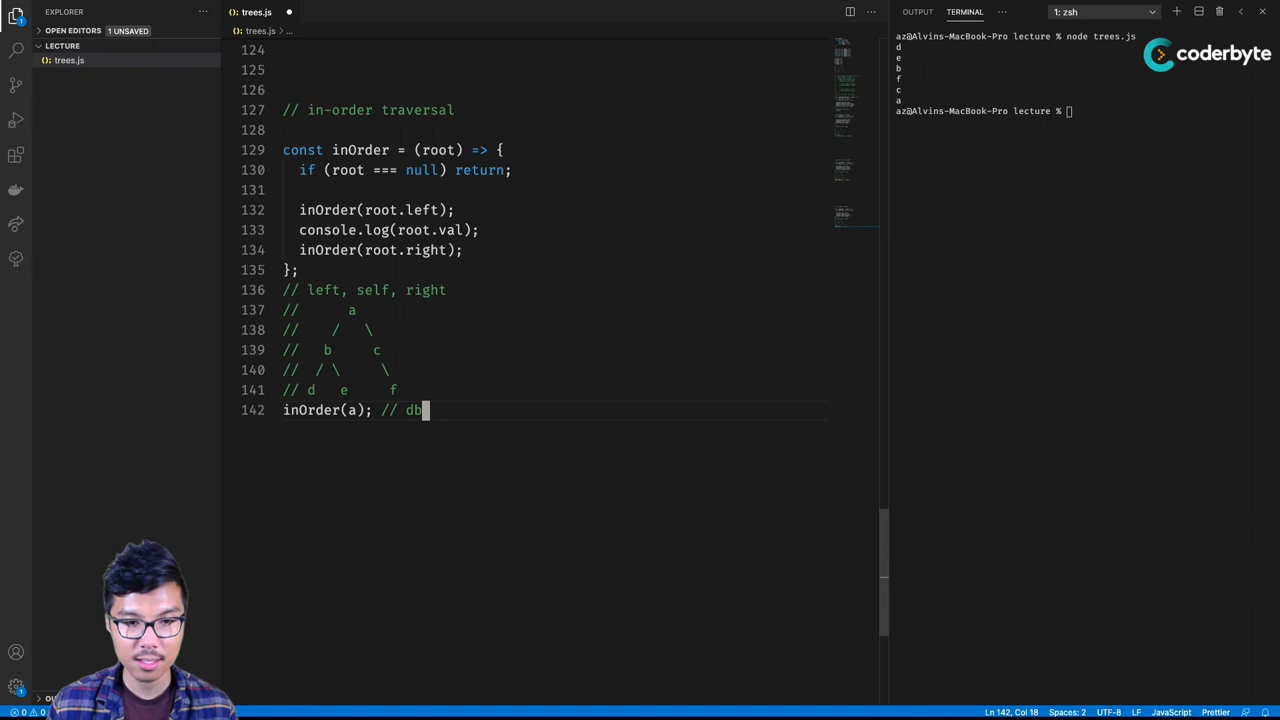 EXPLORER
OPEN EDITORS 1 UNSAVED
LECTURE
trees.js
trees.js
trees.js > ...
124
125
126
127 // in-order traversal
128
129 const inOrder = (root) => {
130 if (root === null) return;
131
132 inOrder(root.left);
133 console.log(root.val);
134 inOrder(root.right);
135 };
136 // left, self, right
137 // a
138 // / \
139 // b c
140 // / \ \
141 // d e f
142 inOrder(a); // db
OUTPUT TERMINAL 1: zsh
az@Alvins-MacBook-Pro lecture % node trees.js
d
e
b
f
c
a
az@Alvins-MacBook-Pro lecture %
coderbyte
1
1
0 0 Ln 142, Col 18 Spaces: 2 UTF-8 LF JavaScript Prettier